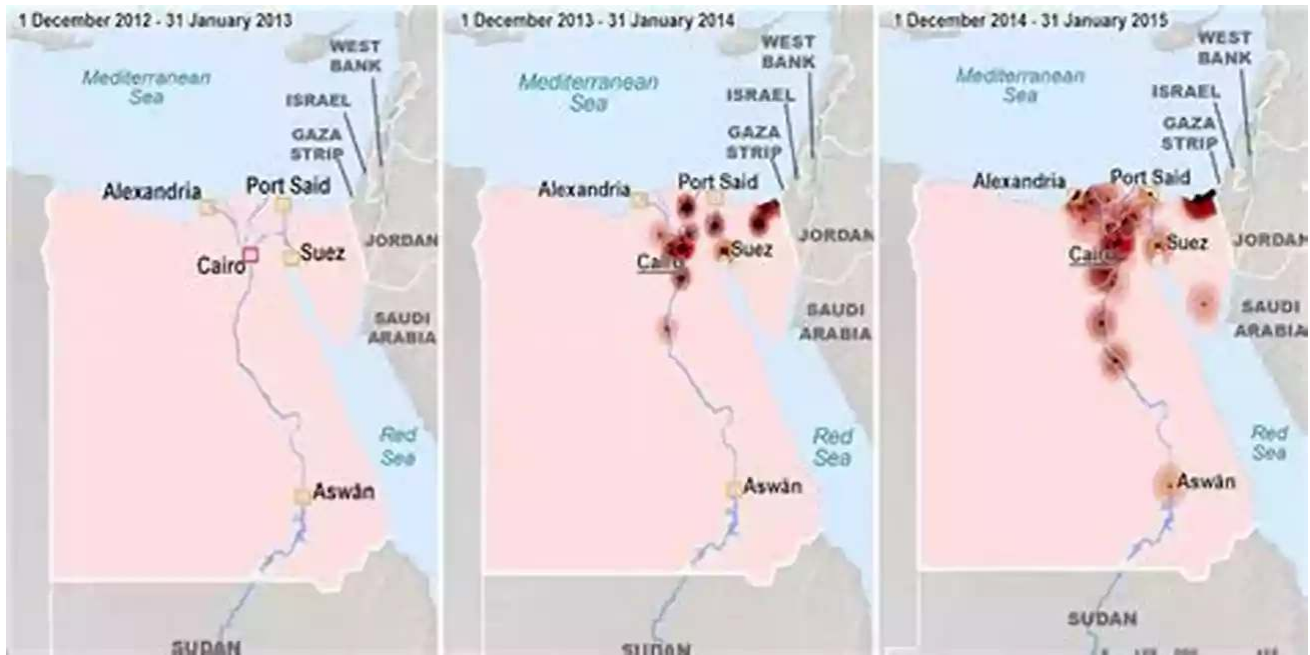 1 December 2012 - 31 January 2013
WEST
BANK
Mediterranean
Sea
ISRAEL
GAZA
STRIP
Alexandria
Port Said
JORDAN
Cairo
Suez
SAUDI
ARABIA
Red
Sea
Aswân
SUDAN
1 December 2013 - 31 January 2014
WEST
BANK
Mediterranean
Sea
ISRAEL
GAZA
STRIP
Alexandria
Port Said
JORDAN
Cairo
Suez
SAUDI
ARABIA
Red
Sea
Aswân
SUDAN
1 December 2014 - 31 January 2015
WEST
BANK
Mediterranean
Sea
ISRAEL
GAZA
STRIP
Alexandria
Port Said
JORDAN
Cairo
Suez
SAUDI
ARABIA
Red
Sea
Aswân
SUDAN